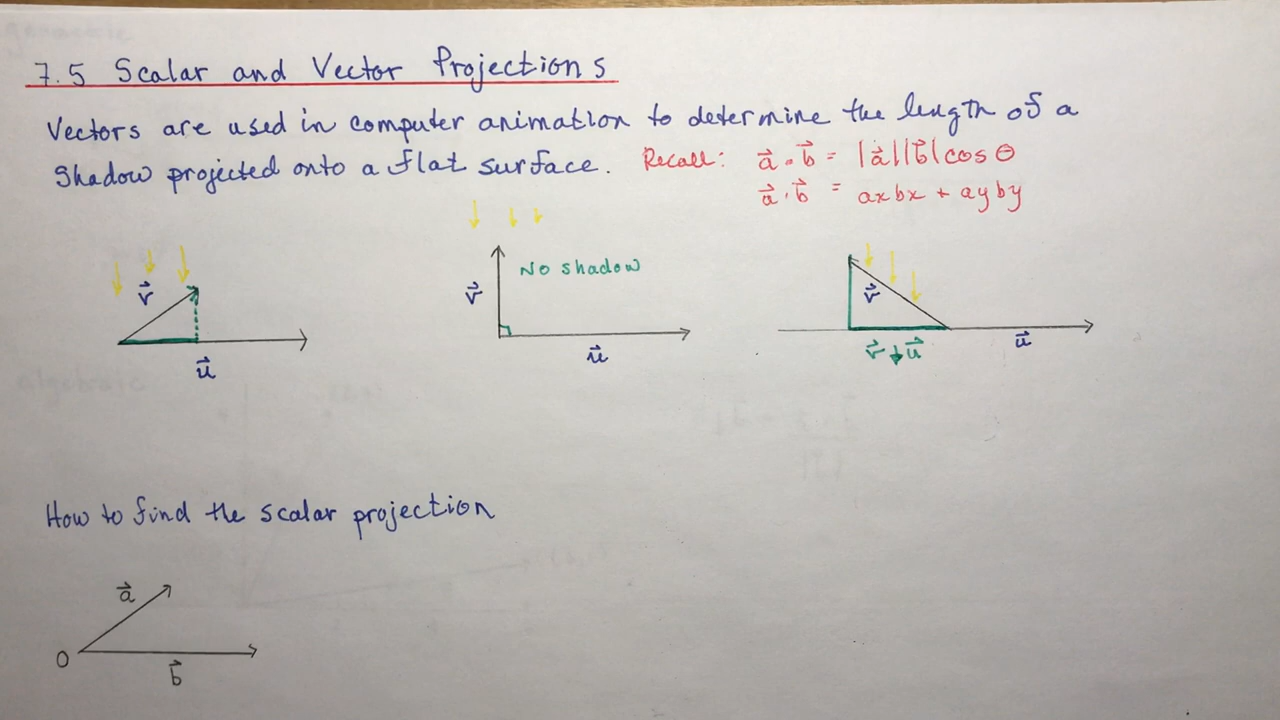 7.5 Scalar and Vector Projections
Vectors are used in computer animation to determine the length of a
Shadow projected onto a flat surface. Recall: a⃗ · b⃗ = |a⃗||b⃗|cos θ
a⃗ · b⃗ = axbx + ayby
v⃗
u⃗
v⃗
No shadow
u⃗
v⃗
v⃗ ↓ u⃗
u⃗
How to find the scalar projection
a⃗
O
b⃗